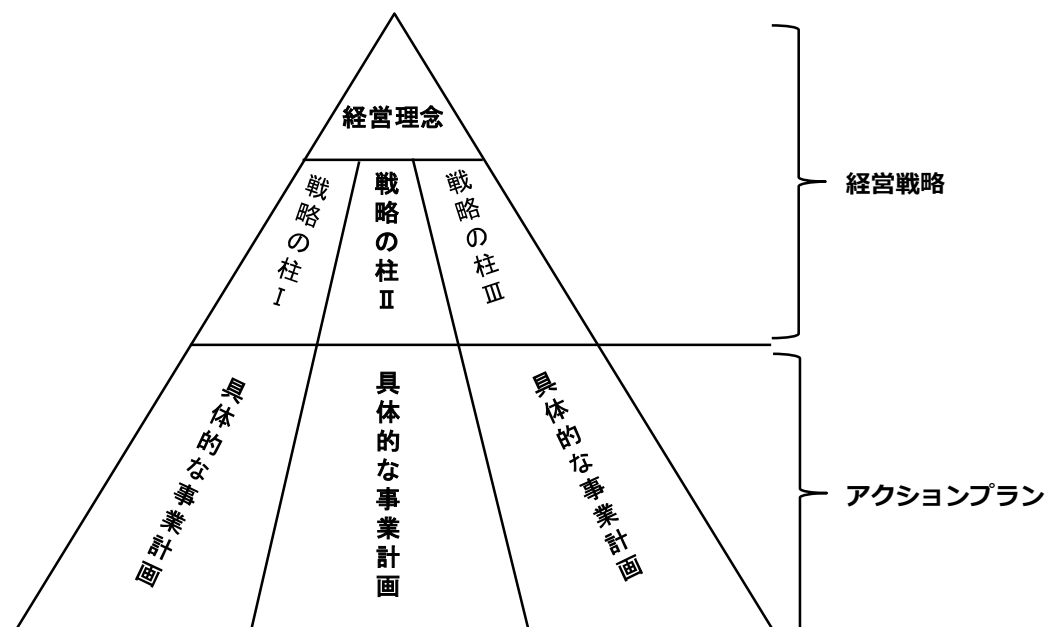 経営理念
戦略の柱Ⅰ
戦略の柱Ⅱ
戦略の柱Ⅲ
経営戦略
具体的な事業計画
具体的な事業計画
具体的な事業計画
アクションプラン